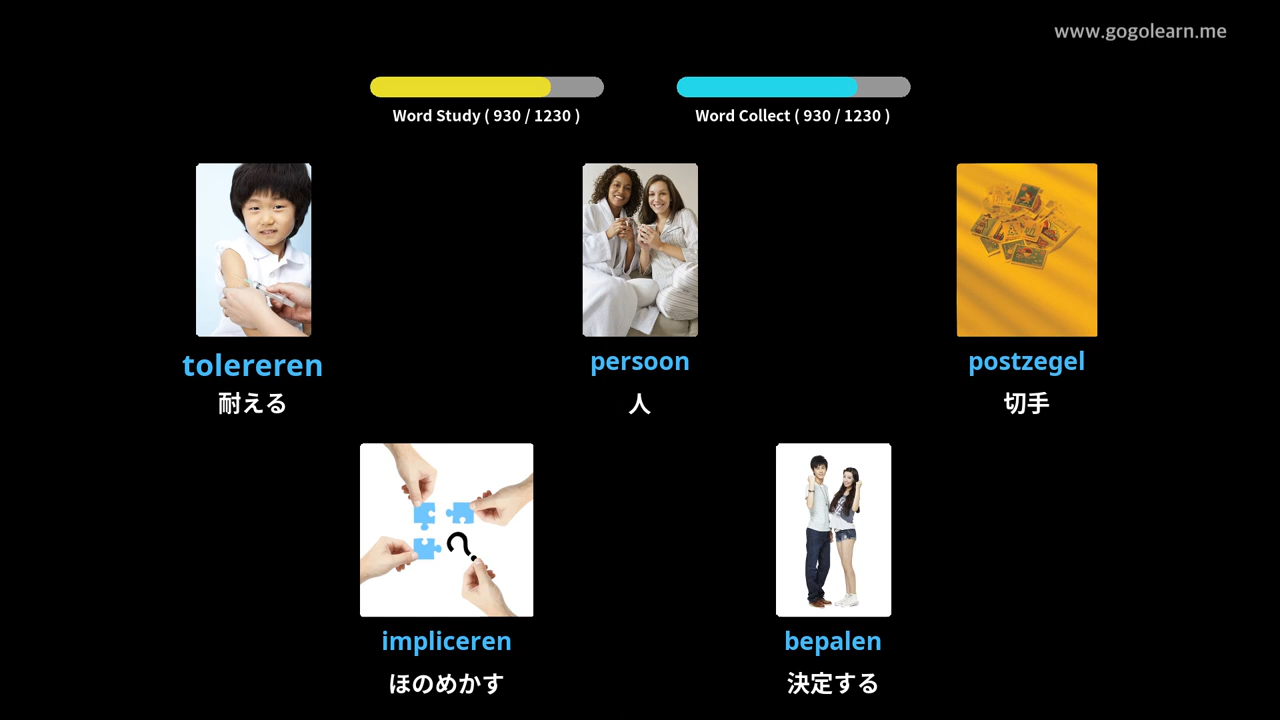 www.gogolearn.me
Word Study ( 930 / 1230 )
Word Collect ( 930 / 1230 )
tolereren
耐える
persoon
人
postzegel
切手
impliceren
ほのめかす
bepalen
決定する